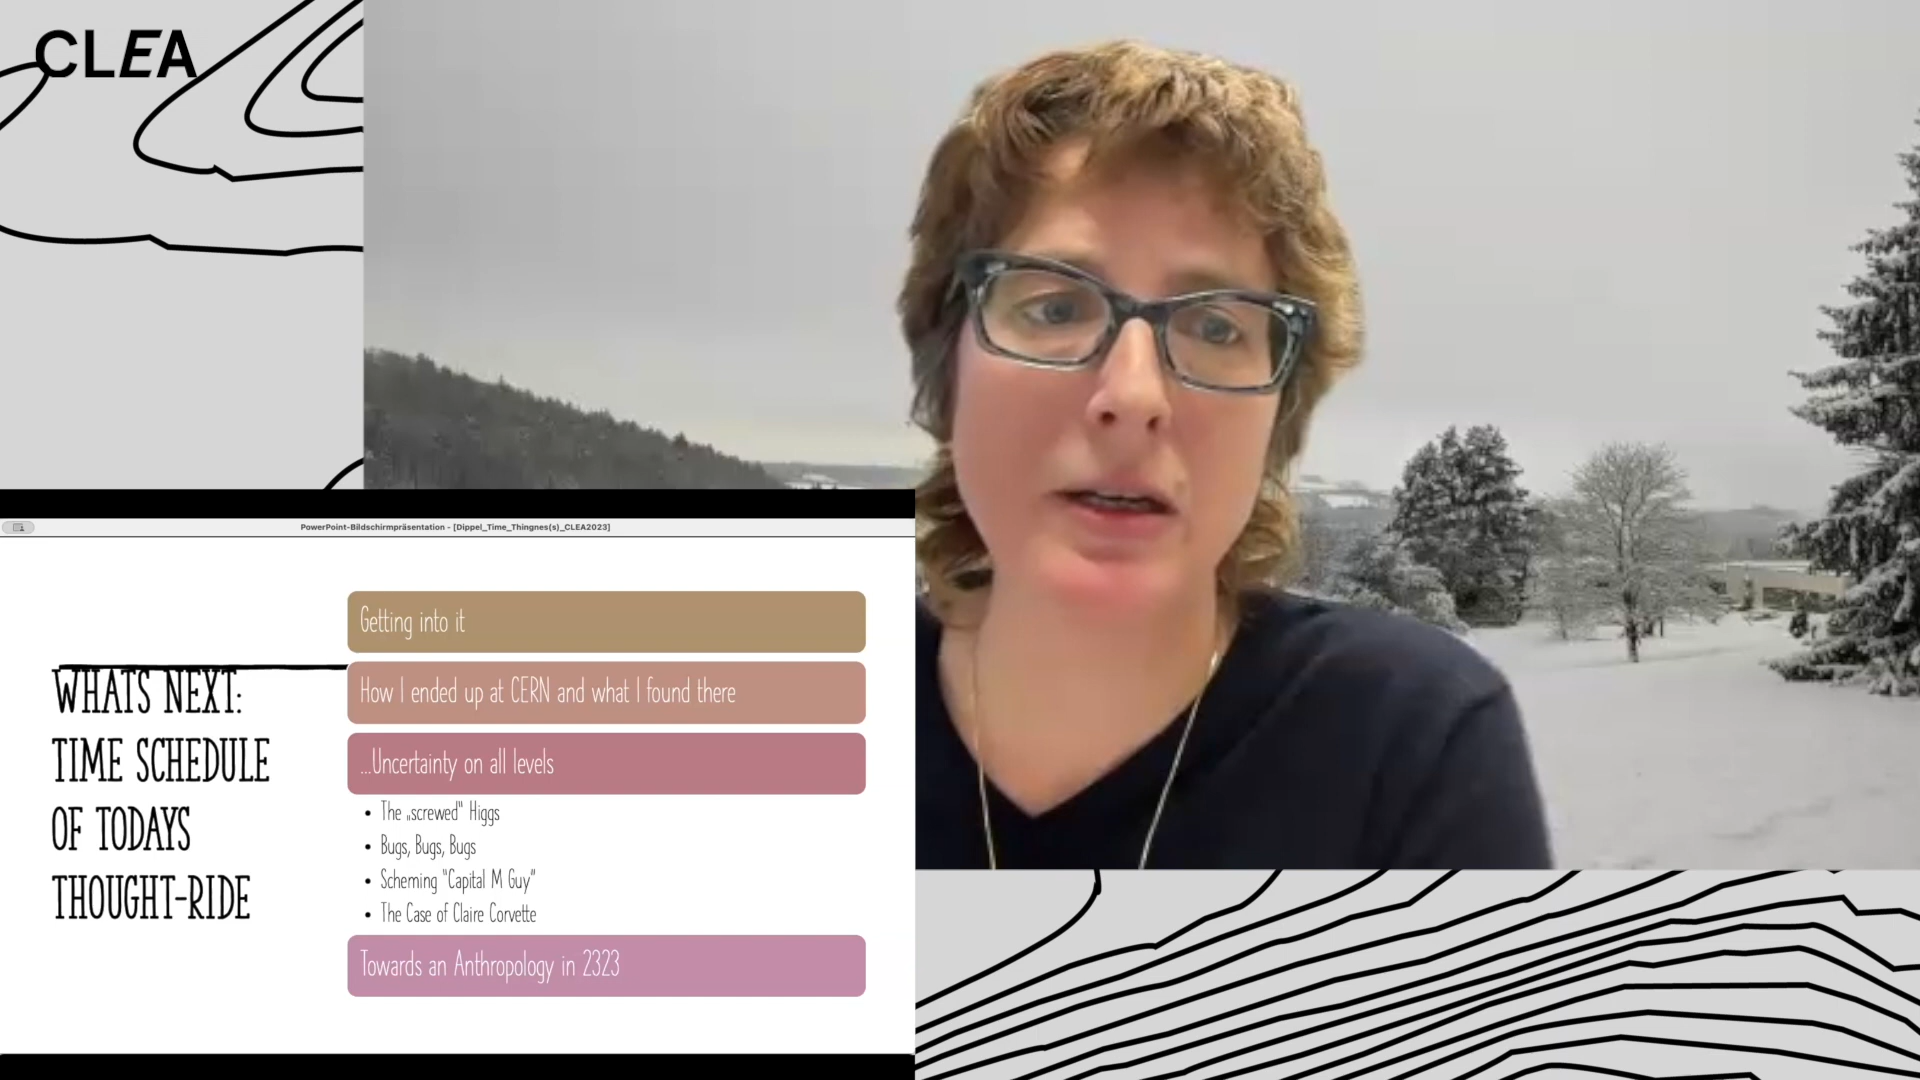 CLEA
PowerPoint-Bildschirmpräsentation - [Dippel_Time_Thingnes(s)_CLEA2023]
WHATS NEXT:
TIME SCHEDULE
OF TODAYS
THOUGHT-RIDE
Getting into it
How I ended up at CERN and what I found there
...Uncertainty on all levels
• The „screwed“ Higgs
• Bugs, Bugs, Bugs
• Scheming “Capital M Guy”
• The Case of Claire Corvette
Towards an Anthropology in 2323